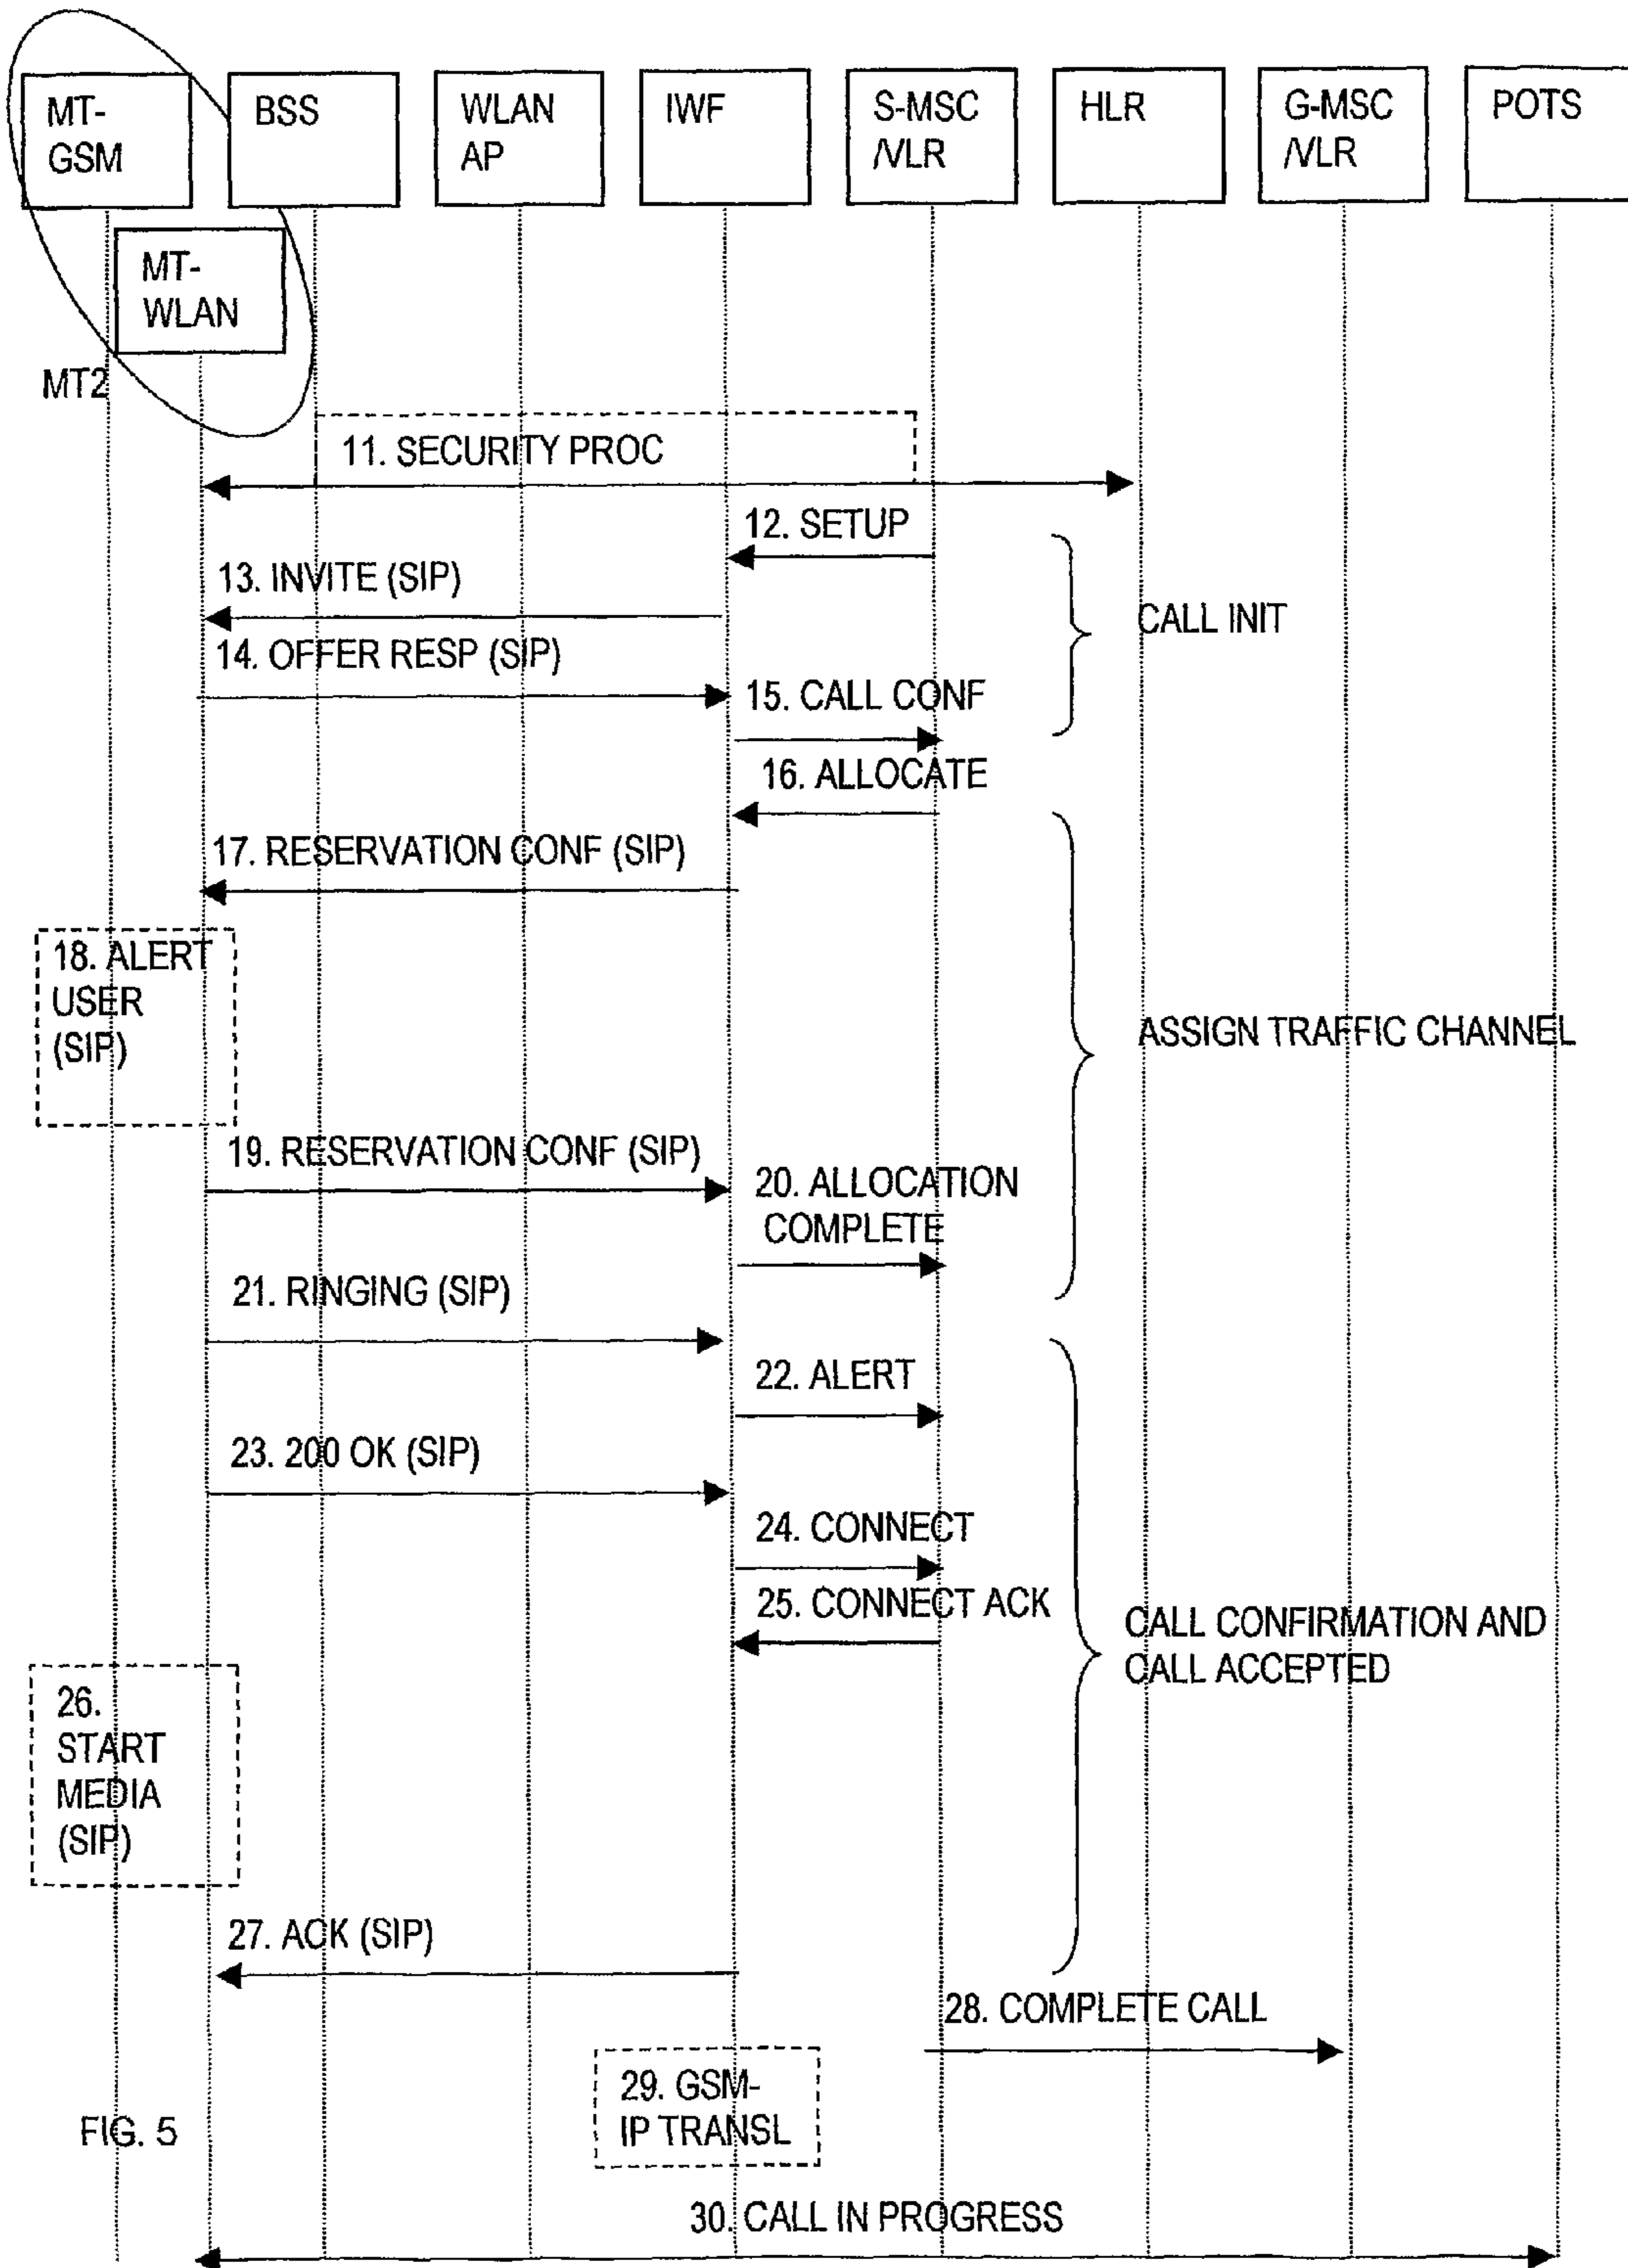 MT-
GSM
BSS
WLAN
AP
IWF
S-MSC
/VLR
HLR
G-MSC
/VLR
POTS
MT-
WLAN
MT2
11. SECURITY PROC
12. SETUP
13. INVITE (SIP)
CALL INIT
14. OFFER RESP (SIP)
15. CALL CONF
16. ALLOCATE
17. RESERVATION CONF (SIP)
18. ALERT
USER
(SIP)
ASSIGN TRAFFIC CHANNEL
19. RESERVATION CONF (SIP)
20. ALLOCATION
COMPLETE
21. RINGING (SIP)
22. ALERT
23. 200 OK (SIP)
24. CONNECT
25. CONNECT ACK
CALL CONFIRMATION AND
CALL ACCEPTED
26.
START
MEDIA
(SIP)
27. ACK (SIP)
28. COMPLETE CALL
29. GSM-
IP TRANSL
FIG. 5
30. CALL IN PROGRESS